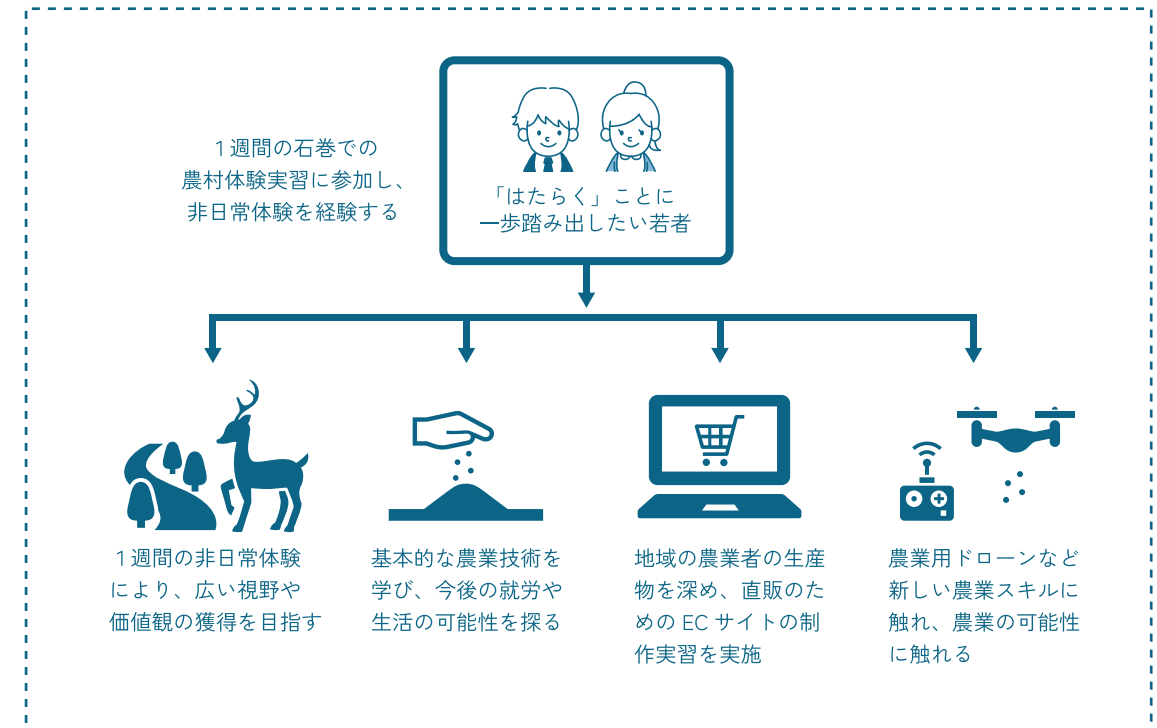 １週間の石巻での
農村体験実習に参加し、
非日常体験を経験する
「はたらく」ことに
一歩踏み出したい若者
１週間の非日常体験
により、広い視野や
価値観の獲得を目指す
基本的な農業技術を
学び、今後の就労や
生活の可能性を探る
地域の農業者の生産
物を深め、直販のた
めの EC サイトの制
作実習を実施
農業用ドローンなど
新しい農業スキルに
触れ、農業の可能性
に触れる